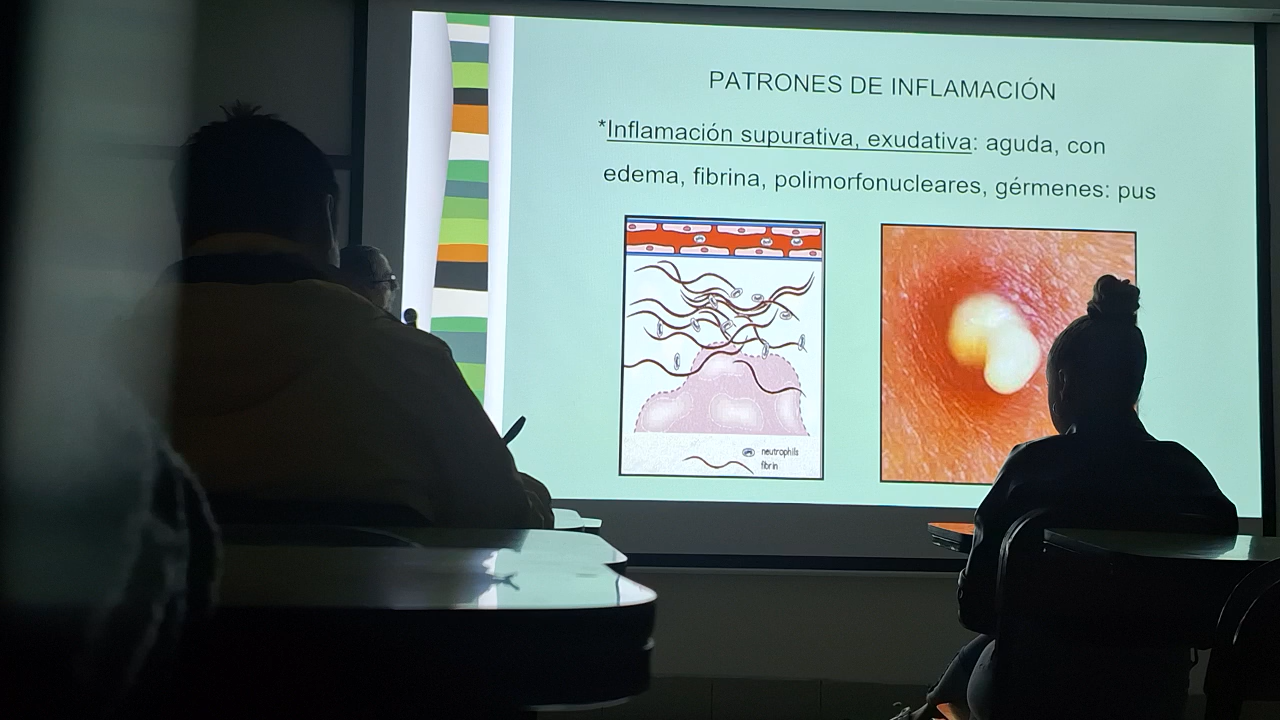 PATRONES DE INFLAMACIÓN
*Inflamación supurativa, exudativa: aguda, con
edema, fibrina, polimorfonucleares, gérmenes: pus
neutrophils
fibrin